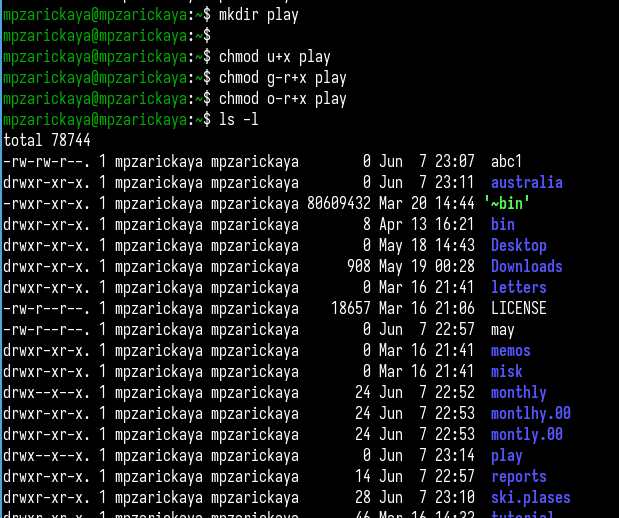 mpzarickaya@mpzarickaya:~$ mkdir play
mpzarickaya@mpzarickaya:~$
mpzarickaya@mpzarickaya:~$ chmod u+x play
mpzarickaya@mpzarickaya:~$ chmod g-r+x play
mpzarickaya@mpzarickaya:~$ chmod o-r+x play
mpzarickaya@mpzarickaya:~$ ls -l
total 78744
-rw-rw-r--. 1 mpzarickaya mpzarickaya 0 Jun 7 23:07 abc1
drwxr-xr-x. 1 mpzarickaya mpzarickaya 0 Jun 7 23:11 australia
-rwxr-xr-x. 1 mpzarickaya mpzarickaya 80609432 Mar 20 14:44 '~bin'
drwxr-xr-x. 1 mpzarickaya mpzarickaya 8 Apr 13 16:21 bin
drwxr-xr-x. 1 mpzarickaya mpzarickaya 0 May 18 14:43 Desktop
drwxr-xr-x. 1 mpzarickaya mpzarickaya 908 May 19 00:28 Downloads
drwxr-xr-x. 1 mpzarickaya mpzarickaya 0 Mar 16 21:41 letters
-rw-r--r--. 1 mpzarickaya mpzarickaya 18657 Mar 16 21:06 LICENSE
-rw-r--r--. 1 mpzarickaya mpzarickaya 0 Jun 7 22:57 may
drwxr-xr-x. 1 mpzarickaya mpzarickaya 0 Mar 16 21:41 memos
drwxr-xr-x. 1 mpzarickaya mpzarickaya 0 Mar 16 21:41 misk
drwx--x--x. 1 mpzarickaya mpzarickaya 24 Jun 7 22:52 monthly
drwxr-xr-x. 1 mpzarickaya mpzarickaya 24 Jun 7 22:53 montlhy.00
drwxr-xr-x. 1 mpzarickaya mpzarickaya 24 Jun 7 22:53 montly.00
drwx--x--x. 1 mpzarickaya mpzarickaya 0 Jun 7 23:14 play
drwxr-xr-x. 1 mpzarickaya mpzarickaya 14 Jun 7 22:57 reports
drwxr-xr-x. 1 mpzarickaya mpzarickaya 28 Jun 7 23:10 ski.plases
drwxr-xr-x. 1 mpzarickaya mpzarickaya 46 Mar 16 14:22 tutorial